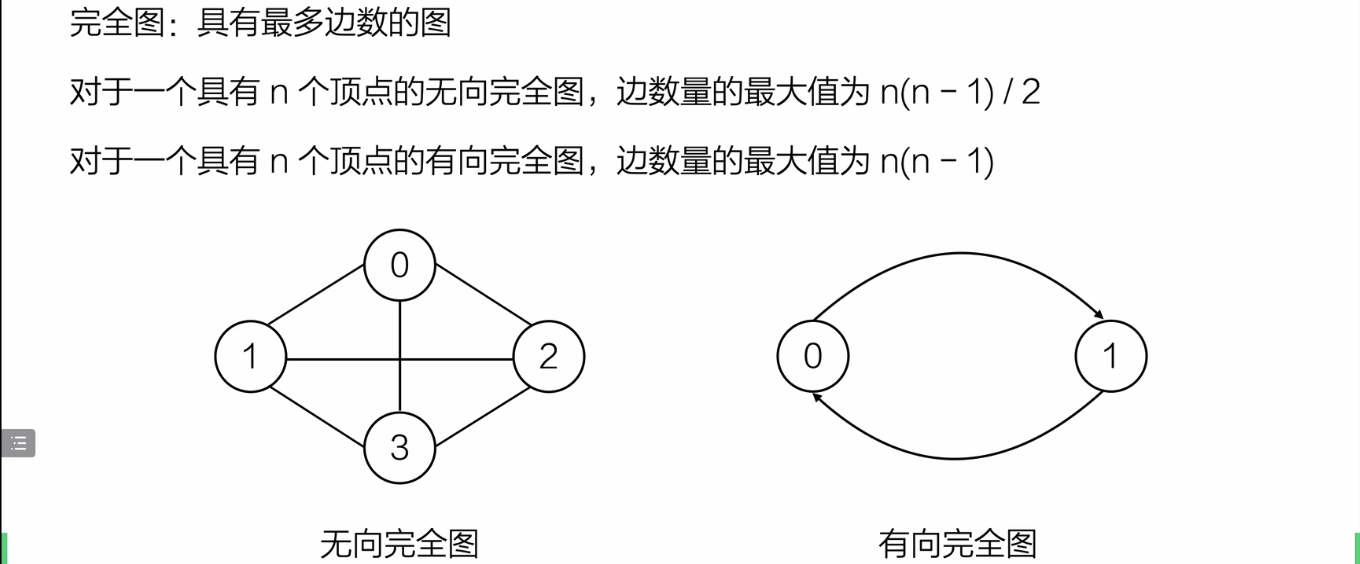 完全图：具有最多边数的图
对于一个具有 n 个顶点的无向完全图，边数量的最大值为 n(n − 1) / 2
对于一个具有 n 个顶点的有向完全图，边数量的最大值为 n(n − 1)
0
1
2
3
0
1
无向完全图
有向完全图